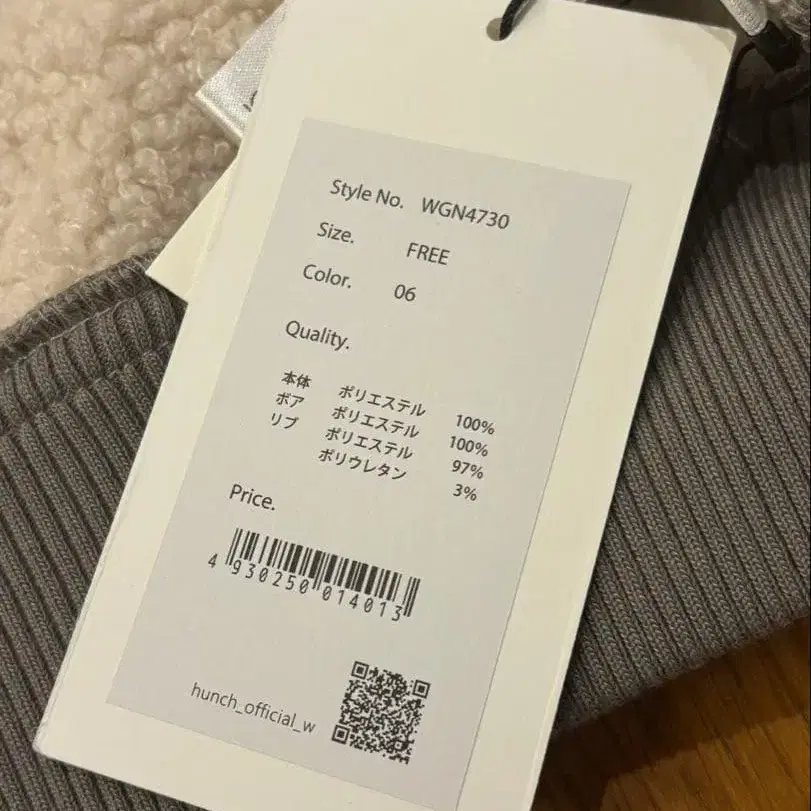 Style No. WGN4730
Size. FREE
Color. 06
Quality.
本体 ポリエステル 100%
ボア ポリエステル 100%
リブ ポリエステル 97%
ポリウレタン 3%
Price.
4 930250 014013
hunch_official_w